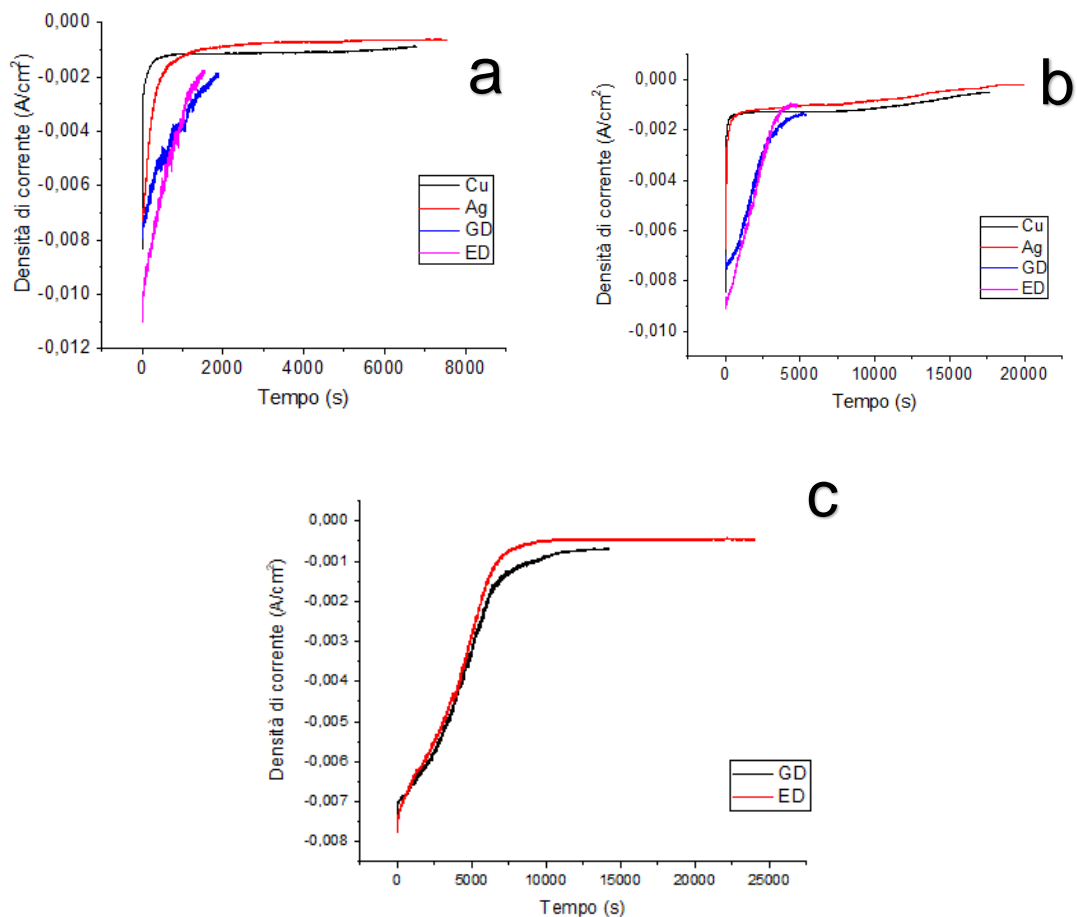 a
Densità di corrente (A/cm²)
0,000
-0,002
-0,004
-0,006
-0,008
-0,010
-0,012
Cu
Ag
GD
ED
0 2000 4000 6000 8000
Tempo (s)
b
Densità di corrente (A/cm²)
0,000
-0,002
-0,004
-0,006
-0,008
-0,010
Cu
Ag
GD
ED
0 5000 10000 15000 20000
Tempo (s)
c
Densità di corrente (A/cm²)
0,000
-0,001
-0,002
-0,003
-0,004
-0,005
-0,006
-0,007
-0,008
GD
ED
0 5000 10000 15000 20000 25000
Tempo (s)